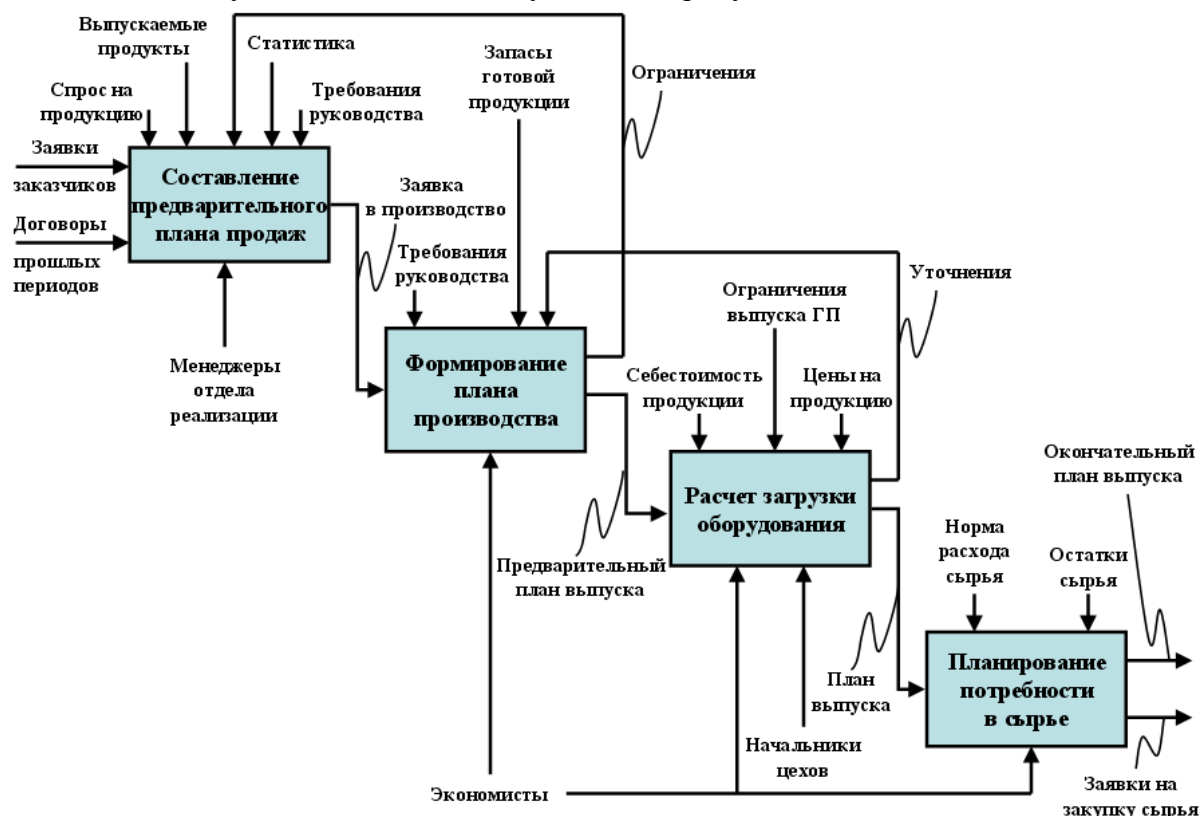 Выпускаемые
продукты
Статистика
Спрос на
продукцию
Требования
руководства
Запасы
готовой
продукции
Ограничения
Заявки
заказчиков
Составление
предварительного
плана продаж
Договоры
прошлых
периодов
Заявка
в производство
Требования
руководства
Уточнения
Ограничения
выпуска ГП
Менеджеры
отдела
реализации
Формирование
плана
производства
Себестоимость
продукции
Цены на
продукцию
Окончательный
план выпуска
Расчет загрузки
оборудования
Норма
расхода
сырья
Остатки
сырья
Предварительный
план выпуска
План
выпуска
Планирование
потребности
в сырье
Начальники
цехов
Экономисты
Заявки на
закупку сырья